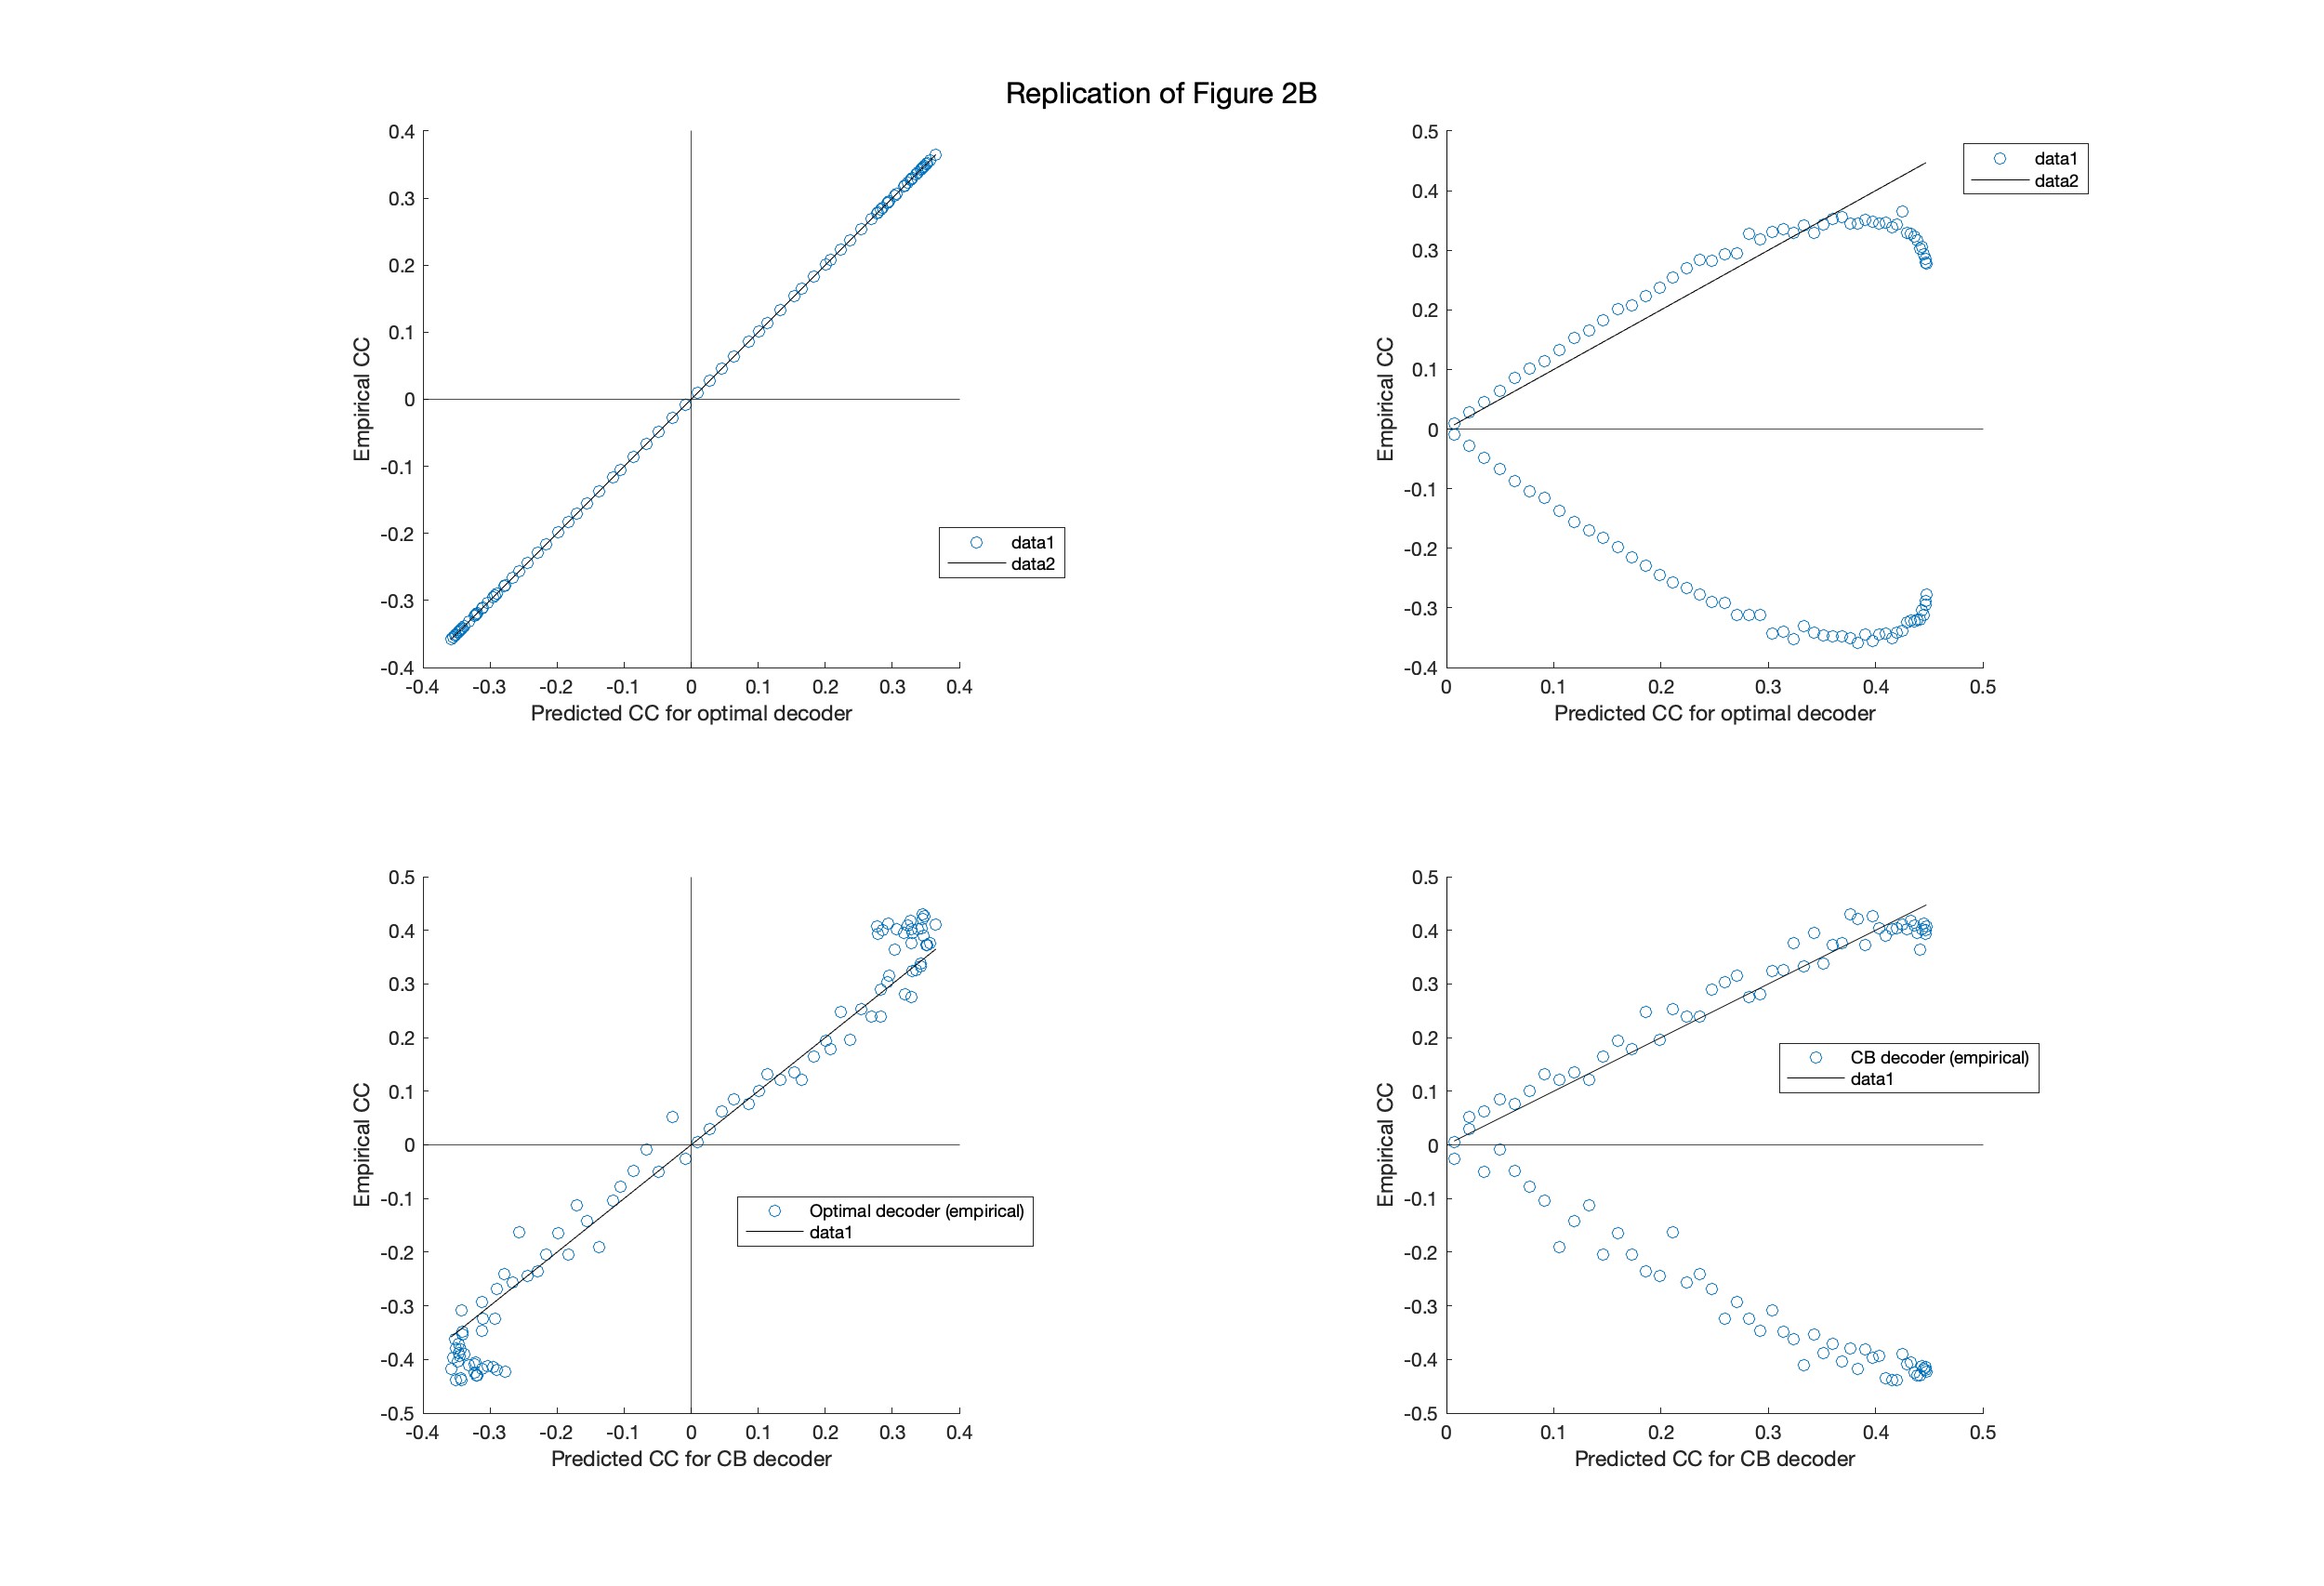 Replication of Figure 2B
0.4
0.3
0.2
0.1
0
-0.1
-0.2
-0.3
-0.4
Empirical CC
-0.4 -0.3 -0.2 -0.1 0 0.1 0.2 0.3 0.4
Predicted CC for optimal decoder
data1
data2
0.5
0.4
0.3
0.2
0.1
0
-0.1
-0.2
-0.3
-0.4
Empirical CC
0 0.1 0.2 0.3 0.4 0.5
Predicted CC for optimal decoder
data1
data2
0.5
0.4
0.3
0.2
0.1
0
-0.1
-0.2
-0.3
-0.4
-0.5
Empirical CC
-0.4 -0.3 -0.2 -0.1 0 0.1 0.2 0.3 0.4
Predicted CC for CB decoder
Optimal decoder (empirical)
data1
0.5
0.4
0.3
0.2
0.1
0
-0.1
-0.2
-0.3
-0.4
-0.5
Empirical CC
0 0.1 0.2 0.3 0.4 0.5
Predicted CC for CB decoder
CB decoder (empirical)
data1